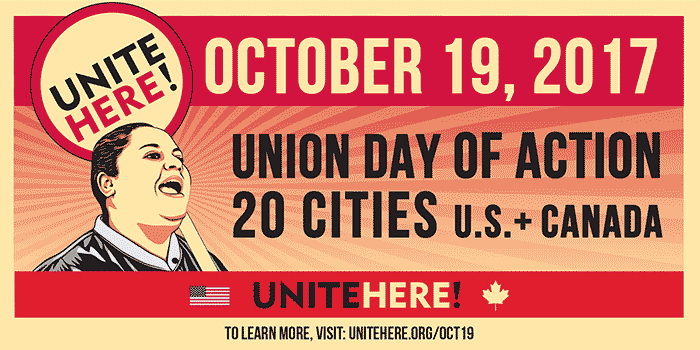 UNITE
HERE!
OCTOBER 19, 2017
UNION DAY OF ACTION
20 CITIES U.S.+ CANADA
UNITEHERE!
TO LEARN MORE, VISIT: UNITEHERE.ORG/OCT19